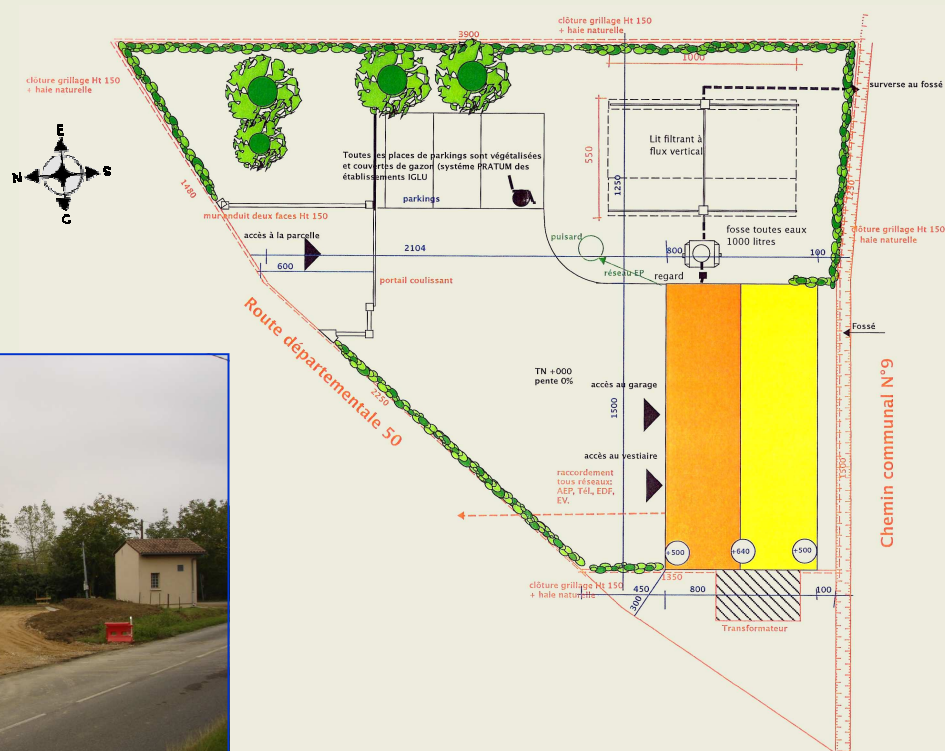 clôture grillage Ht 150
+ haie naturelle
3900
1000
clôture grillage Ht 150
+ haie naturelle
surverse au fossé
E
N
S
G
Lit filtrant à
flux vertical
550
1250
1250
Toutes les places de parkings sont végétalisées
et couvertes de gazon (systéme PRATUM des
établissements IGLU
parkings
1480
mur enduit deux faces Ht 150
accès à la parcelle
2104
600
portail coulissant
puisard
réseau EP
regard
800
100
fosse toutes eaux
1000 litres
clôture grillage Ht 150
+ haie naturelle
Route départementale 50
2250
Fossé
TN +000
pente 0%
accès au garage
1500
accès au vestiaire
raccordement
tous réseaux:
AEP, Tél., EDF,
EV.
Chemin communal N°9
1500
+500
+640
+500
clôture grillage Ht 150
+ haie naturelle
1350
300
450
800
100
Transformateur